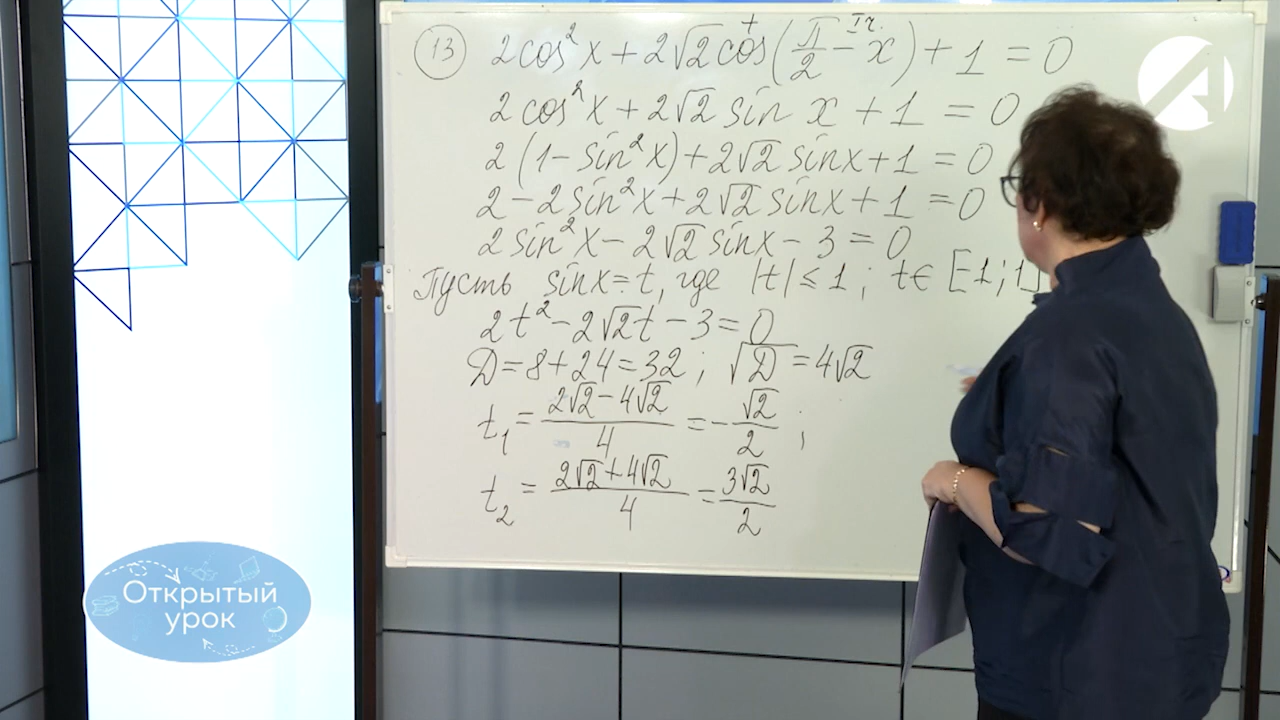 13 2cos²x + 2√2 cos(π/2 − x) + 1 = 0
+ Iч.
2cos²x + 2√2 sin x + 1 = 0
2(1 − sin²x) + 2√2 sinx + 1 = 0
2 − 2sin²x + 2√2 sinx + 1 = 0
2sin²x − 2√2 sinx − 3 = 0
Пусть sinx = t, где |t| ≤ 1; t ∈ [-1; 1]
2t² − 2√2t − 3 = 0
D = 8 + 24 = 32; √D = 4√2
t₁ = (2√2 − 4√2)/4 = −√2/2;
t₂ = (2√2 + 4√2)/4 = 3√2/2
Открытый
урок